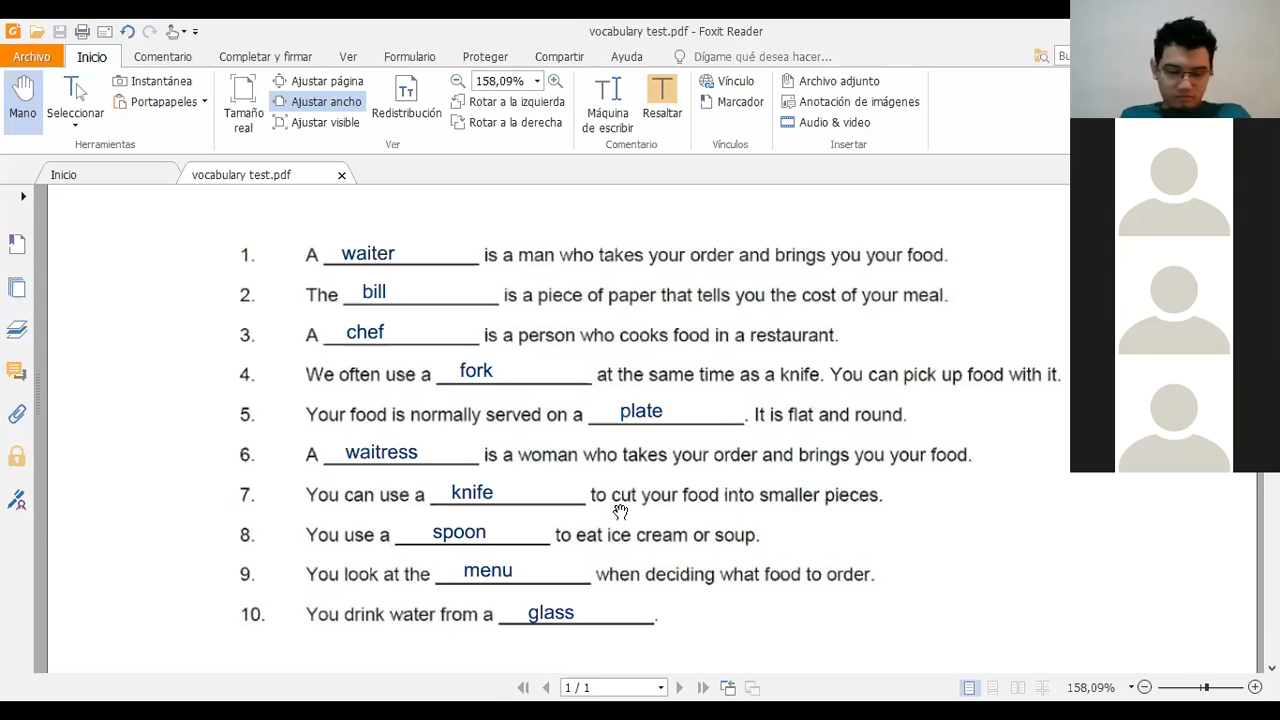 vocabulary test.pdf - Foxit Reader
Archivo Inicio Comentario Completar y firmar Ver Formulario Proteger Compartir Ayuda Dígame qué desea hacer... Bu
Mano
Seleccionar
Instantánea
Portapapeles
Herramientas
Tamaño real
Ajustar página
Ajustar ancho
Ajustar visible
Redistribución
158,09%
Rotar a la izquierda
Rotar a la derecha
Ver
Máquina de escribir
Resaltar
Comentario
Vínculo
Marcador
Vínculos
Archivo adjunto
Anotación de imágenes
Audio & video
Insertar
Inicio vocabulary test.pdf
1. A waiter is a man who takes your order and brings you your food.
2. The bill is a piece of paper that tells you the cost of your meal.
3. A chef is a person who cooks food in a restaurant.
4. We often use a fork at the same time as a knife. You can pick up food with it.
5. Your food is normally served on a plate. It is flat and round.
6. A waitress is a woman who takes your order and brings you your food.
7. You can use a knife to cut your food into smaller pieces.
8. You use a spoon to eat ice cream or soup.
9. You look at the menu when deciding what food to order.
10. You drink water from a glass.
1 / 1 158,09%